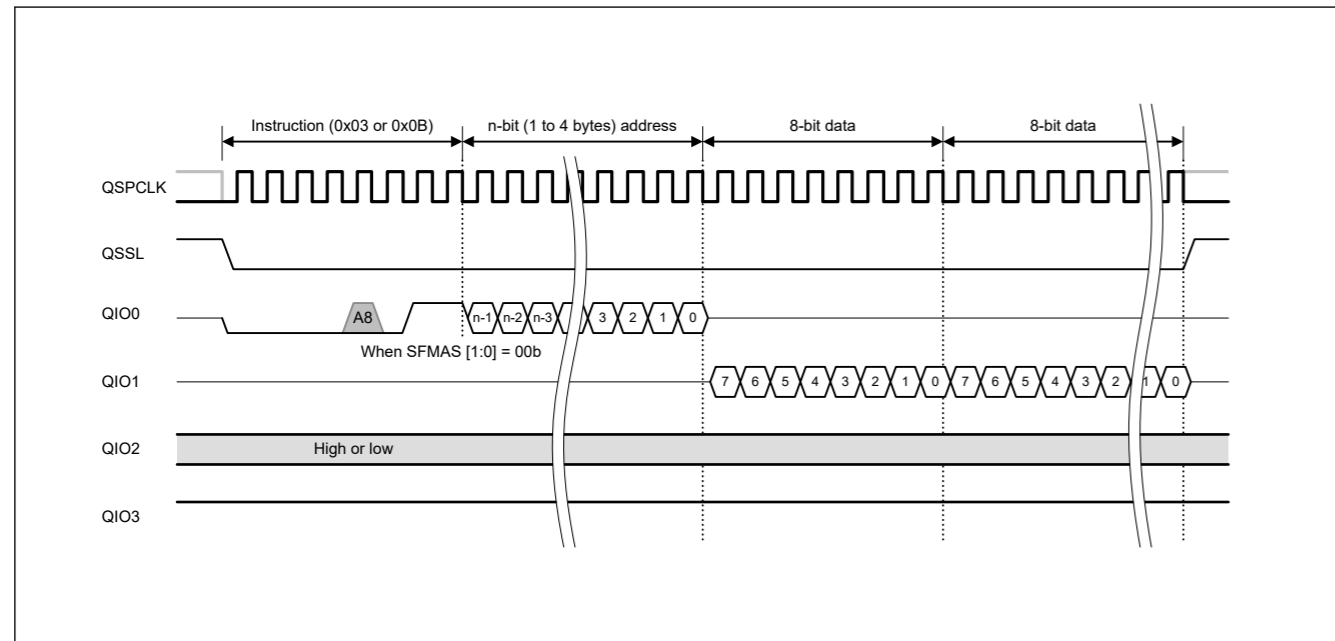 Instruction (0x03 or 0x0B) n-bit (1 to 4 bytes) address 8-bit data 8-bit data
QSPCLK
QSSL
QIO0 A8 n-1 n-2 n-3 3 2 1 0
When SFMAS [1:0] = 00b
QIO1 7 6 5 4 3 2 1 0 7 6 5 4 3 2 1 0
QIO2 High or low
QIO3